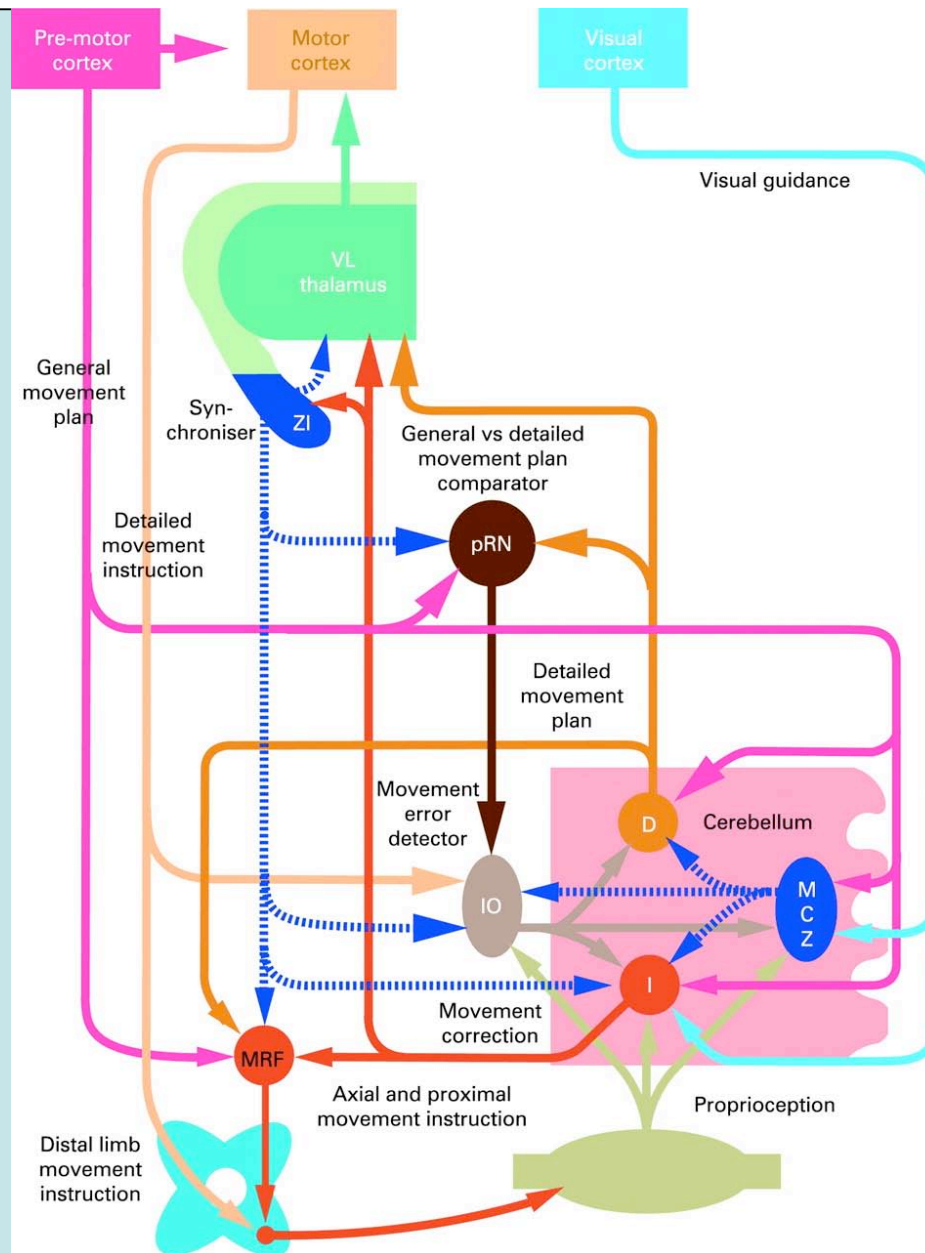 Pre-motor
cortex
Motor
cortex
Visual
cortex
Visual guidance
VL
thalamus
General
movement
plan
Syn-
chroniser
ZI
General vs detailed
movement plan
comparator
pRN
Detailed
movement
instruction
Detailed
movement
plan
Movement
error
detector
D
Cerebellum
IO
M
C
Z
I
Movement
correction
MRF
Axial and proximal
movement instruction
Proprioception
Distal limb
movement
instruction